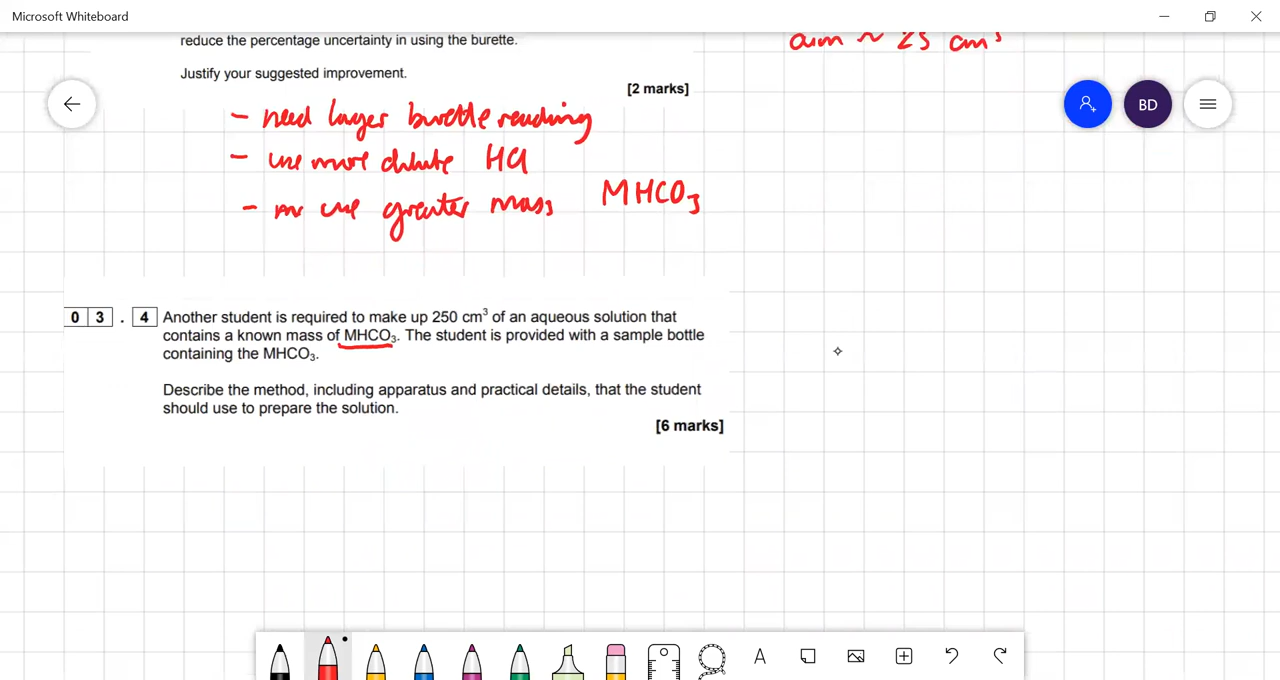 Microsoft Whiteboard
reduce the percentage uncertainty in using the burette.
aim ~ 25 cm³
Justify your suggested improvement.
[2 marks]
BD
- need larger burette reading
- use more dilute HCl
- or use greater mass MHCO₃
0 3 . 4 Another student is required to make up 250 cm³ of an aqueous solution that
contains a known mass of MHCO₃. The student is provided with a sample bottle
containing the MHCO₃.
Describe the method, including apparatus and practical details, that the student
should use to prepare the solution.
[6 marks]
A